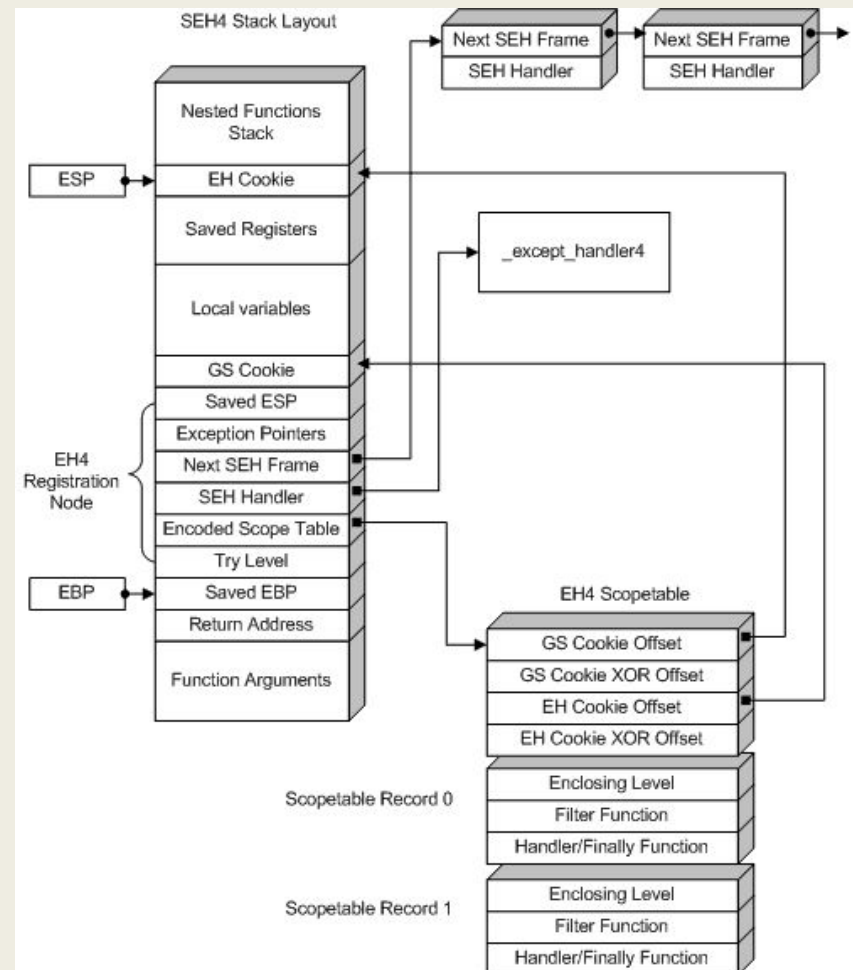 SEH4 Stack Layout
Next SEH Frame
SEH Handler
Next SEH Frame
SEH Handler
Nested Functions
Stack
ESP
EH Cookie
Saved Registers
_except_handler4
Local variables
GS Cookie
Saved ESP
Exception Pointers
Next SEH Frame
SEH Handler
Encoded Scope Table
Try Level
EH4
Registration
Node
EBP
Saved EBP
Return Address
Function Arguments
EH4 Scopetable
GS Cookie Offset
GS Cookie XOR Offset
EH Cookie Offset
EH Cookie XOR Offset
Scopetable Record 0
Enclosing Level
Filter Function
Handler/Finally Function
Scopetable Record 1
Enclosing Level
Filter Function
Handler/Finally Function